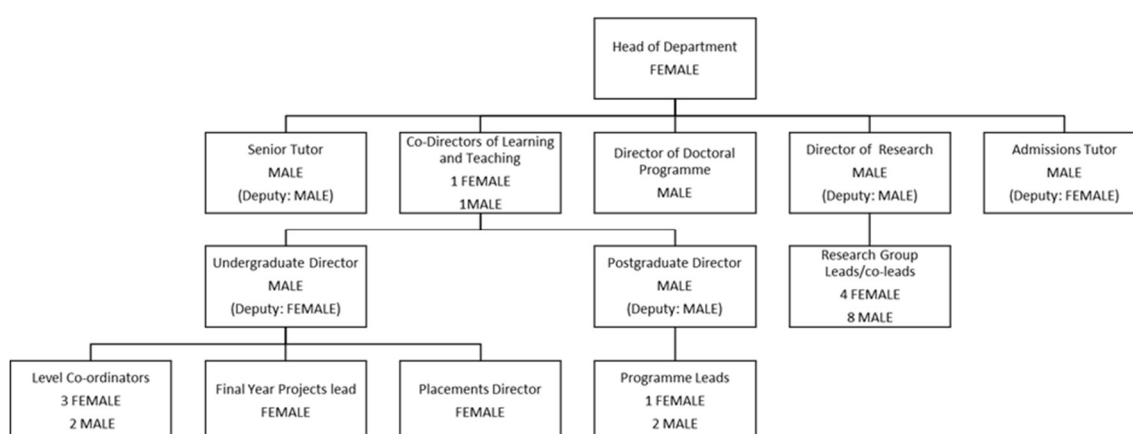 Head of Department
FEMALE
Senior Tutor
MALE
(Deputy: MALE)
Co-Directors of Learning
and Teaching
1 FEMALE
1MALE
Director of Doctoral
Programme
MALE
Director of Research
MALE
(Deputy: MALE)
Admissions Tutor
MALE
(Deputy: FEMALE)
Undergraduate Director
MALE
(Deputy: FEMALE)
Postgraduate Director
MALE
(Deputy: MALE)
Research Group
Leads/co-leads
4 FEMALE
8 MALE
Level Co-ordinators
3 FEMALE
2 MALE
Final Year Projects lead
FEMALE
Placements Director
FEMALE
Programme Leads
1 FEMALE
2 MALE